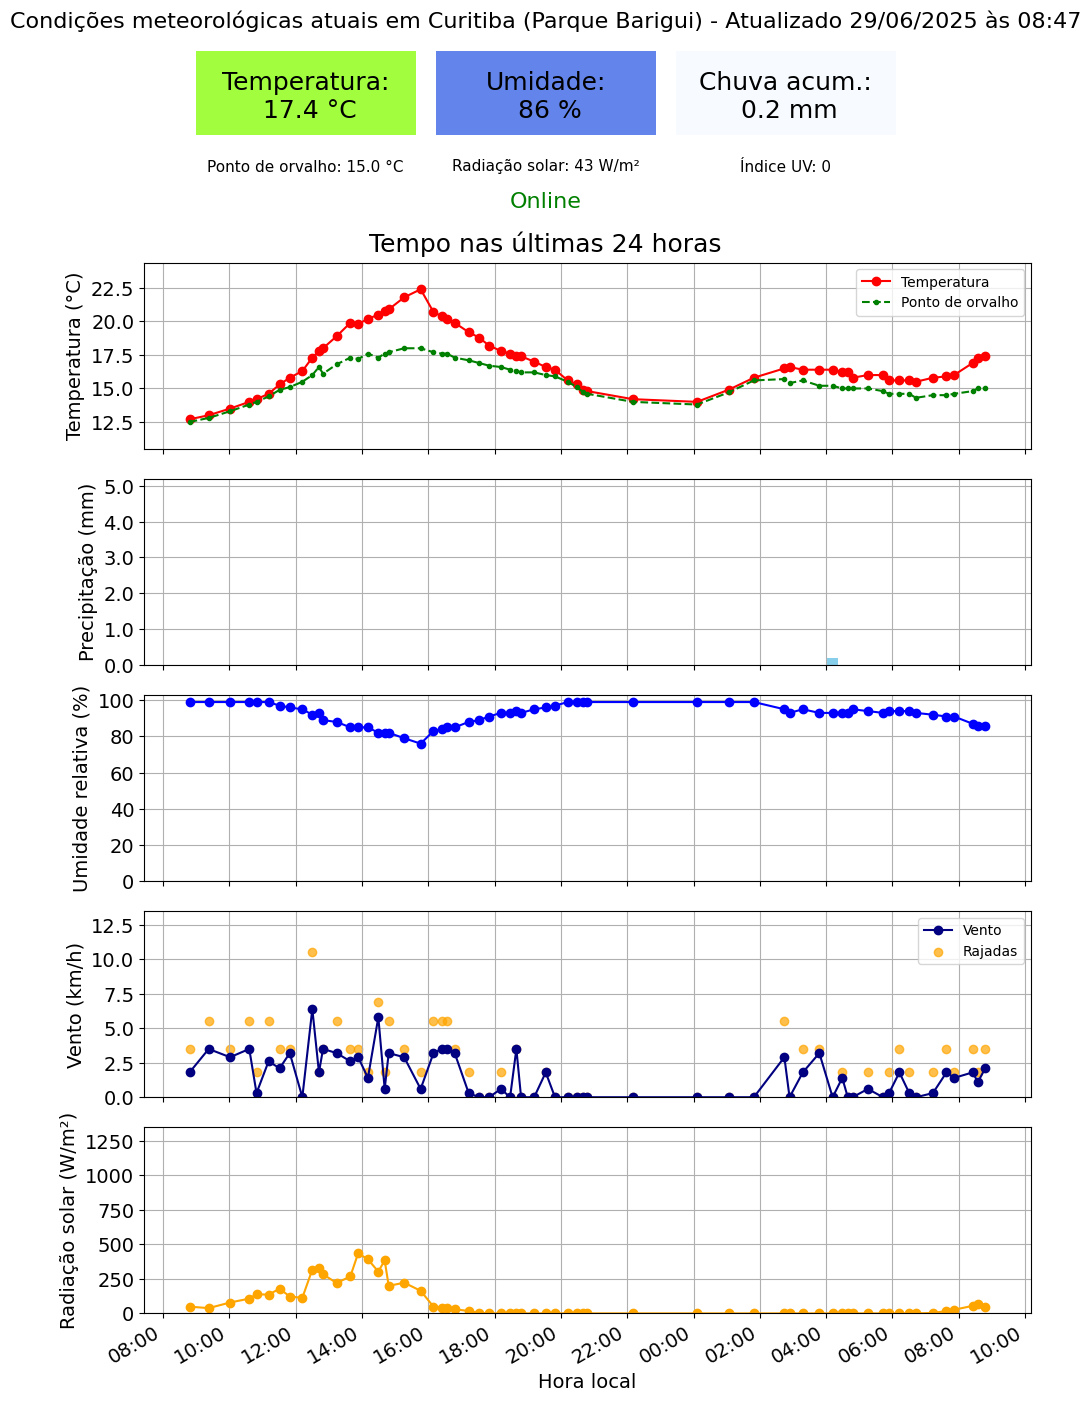 Condições meteorológicas atuais em Curitiba (Parque Barigui) - Atualizado 29/06/2025 às 08:47
Temperatura:
17.4 °C
Umidade:
86 %
Chuva acum.:
0.2 mm
Ponto de orvalho: 15.0 °C
Radiação solar: 43 W/m²
Índice UV: 0
Online
Tempo nas últimas 24 horas
Temperatura (°C)
22.5
20.0
17.5
15.0
12.5
Temperatura
Ponto de orvalho
Precipitação (mm)
5.0
4.0
3.0
2.0
1.0
0.0
Umidade relativa (%)
100
80
60
40
20
0
Vento (km/h)
12.5
10.0
7.5
5.0
2.5
0.0
Vento
Rajadas
Radiação solar (W/m²)
1250
1000
750
500
250
0
08:00
10:00
12:00
14:00
16:00
18:00
20:00
22:00
00:00
02:00
04:00
06:00
08:00
10:00
Hora local